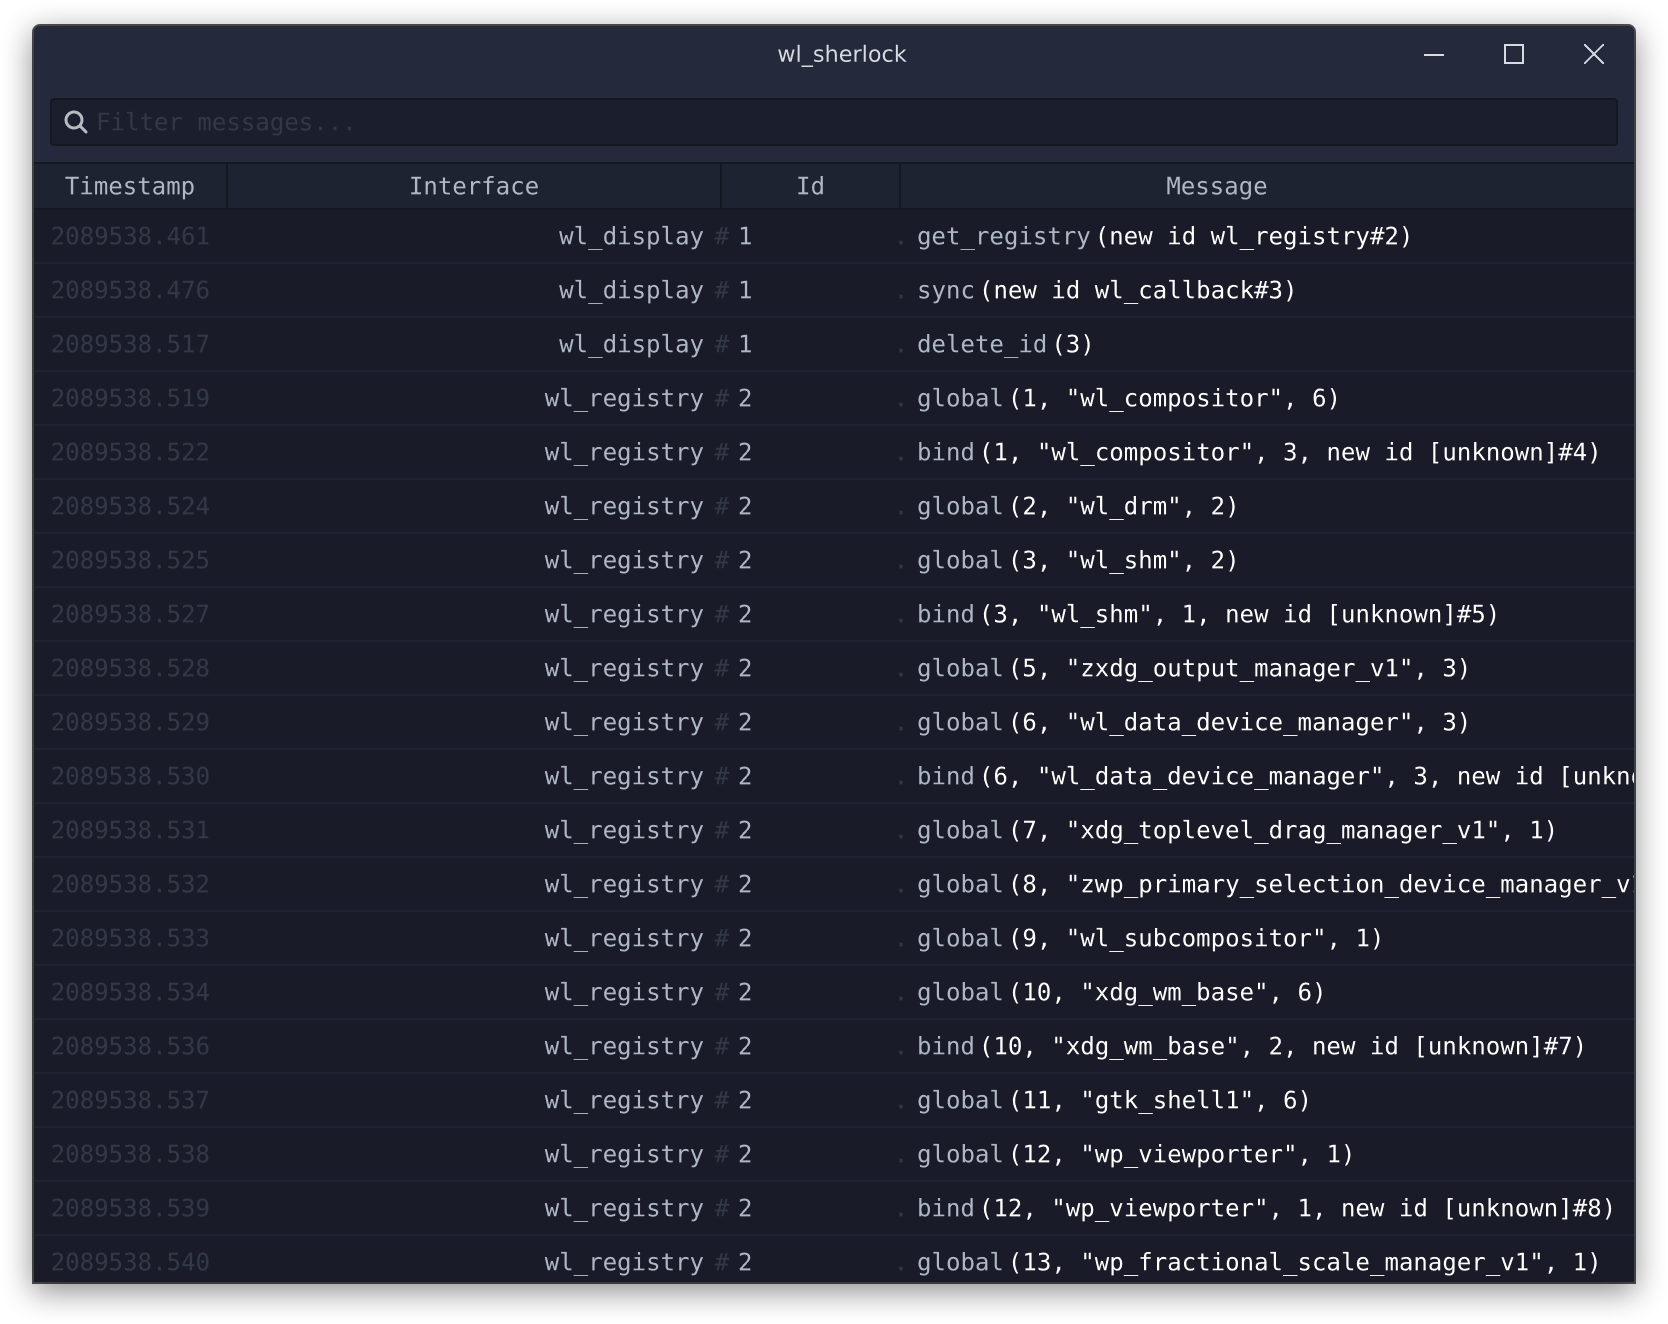 wl_sherlock
Filter messages...
Timestamp Interface Id Message
2089538.461 wl_display # 1 . get_registry(new id wl_registry#2)
2089538.476 wl_display # 1 . sync(new id wl_callback#3)
2089538.517 wl_display # 1 . delete_id(3)
2089538.519 wl_registry # 2 . global(1, "wl_compositor", 6)
2089538.522 wl_registry # 2 . bind(1, "wl_compositor", 3, new id [unknown]#4)
2089538.524 wl_registry # 2 . global(2, "wl_drm", 2)
2089538.525 wl_registry # 2 . global(3, "wl_shm", 2)
2089538.527 wl_registry # 2 . bind(3, "wl_shm", 1, new id [unknown]#5)
2089538.528 wl_registry # 2 . global(5, "zxdg_output_manager_v1", 3)
2089538.529 wl_registry # 2 . global(6, "wl_data_device_manager", 3)
2089538.530 wl_registry # 2 . bind(6, "wl_data_device_manager", 3, new id [unkn
2089538.531 wl_registry # 2 . global(7, "xdg_toplevel_drag_manager_v1", 1)
2089538.532 wl_registry # 2 . global(8, "zwp_primary_selection_device_manager_v
2089538.533 wl_registry # 2 . global(9, "wl_subcompositor", 1)
2089538.534 wl_registry # 2 . global(10, "xdg_wm_base", 6)
2089538.536 wl_registry # 2 . bind(10, "xdg_wm_base", 2, new id [unknown]#7)
2089538.537 wl_registry # 2 . global(11, "gtk_shell1", 6)
2089538.538 wl_registry # 2 . global(12, "wp_viewporter", 1)
2089538.539 wl_registry # 2 . bind(12, "wp_viewporter", 1, new id [unknown]#8)
2089538.540 wl_registry # 2 . global(13, "wp_fractional_scale_manager_v1", 1)